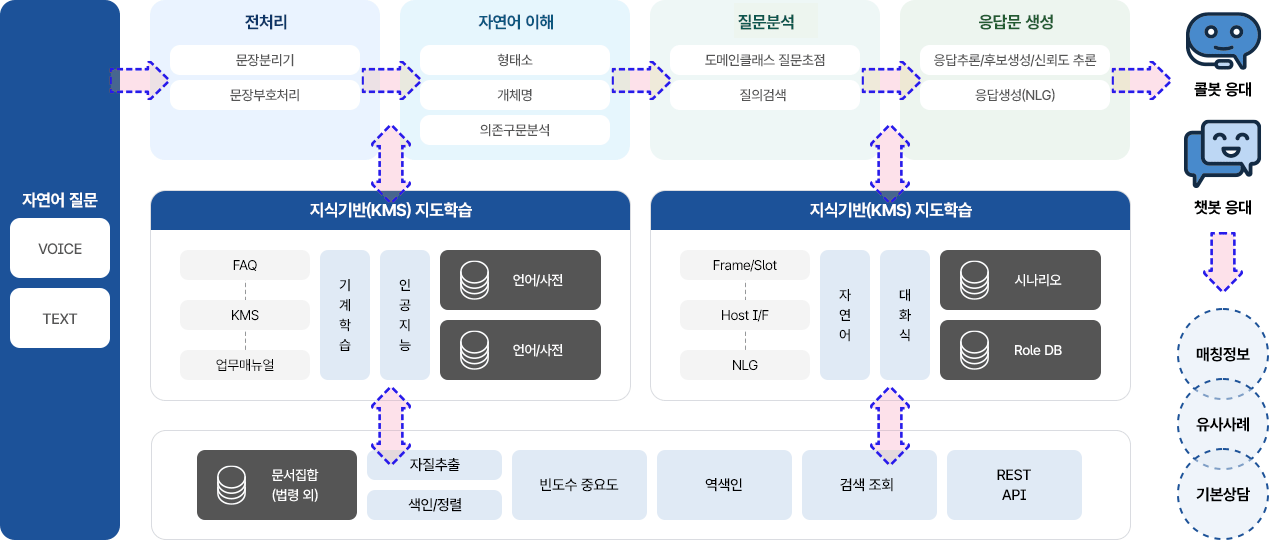 자연어 질문
VOICE
TEXT
전처리
문장분리기
문장부호처리
자연어 이해
형태소
개체명
의존구문분석
질문분석
도메인클래스 질문초점
질의검색
응답문 생성
응답추론/후보생성/신뢰도 추론
응답생성(NLG)
지식기반(KMS) 지도학습
FAQ
KMS
업무매뉴얼
기
계
학
습
인
공
지
능
언어/사전
언어/사전
지식기반(KMS) 지도학습
Frame/Slot
Host I/F
NLG
자
연
어
대
화
식
시나리오
Role DB
문서집합
(법령 외)
자질추출
색인/정렬
빈도수 중요도
역색인
검색 조회
REST
API
콜봇 응대
챗봇 응대
매칭정보
유사사례
기본상담